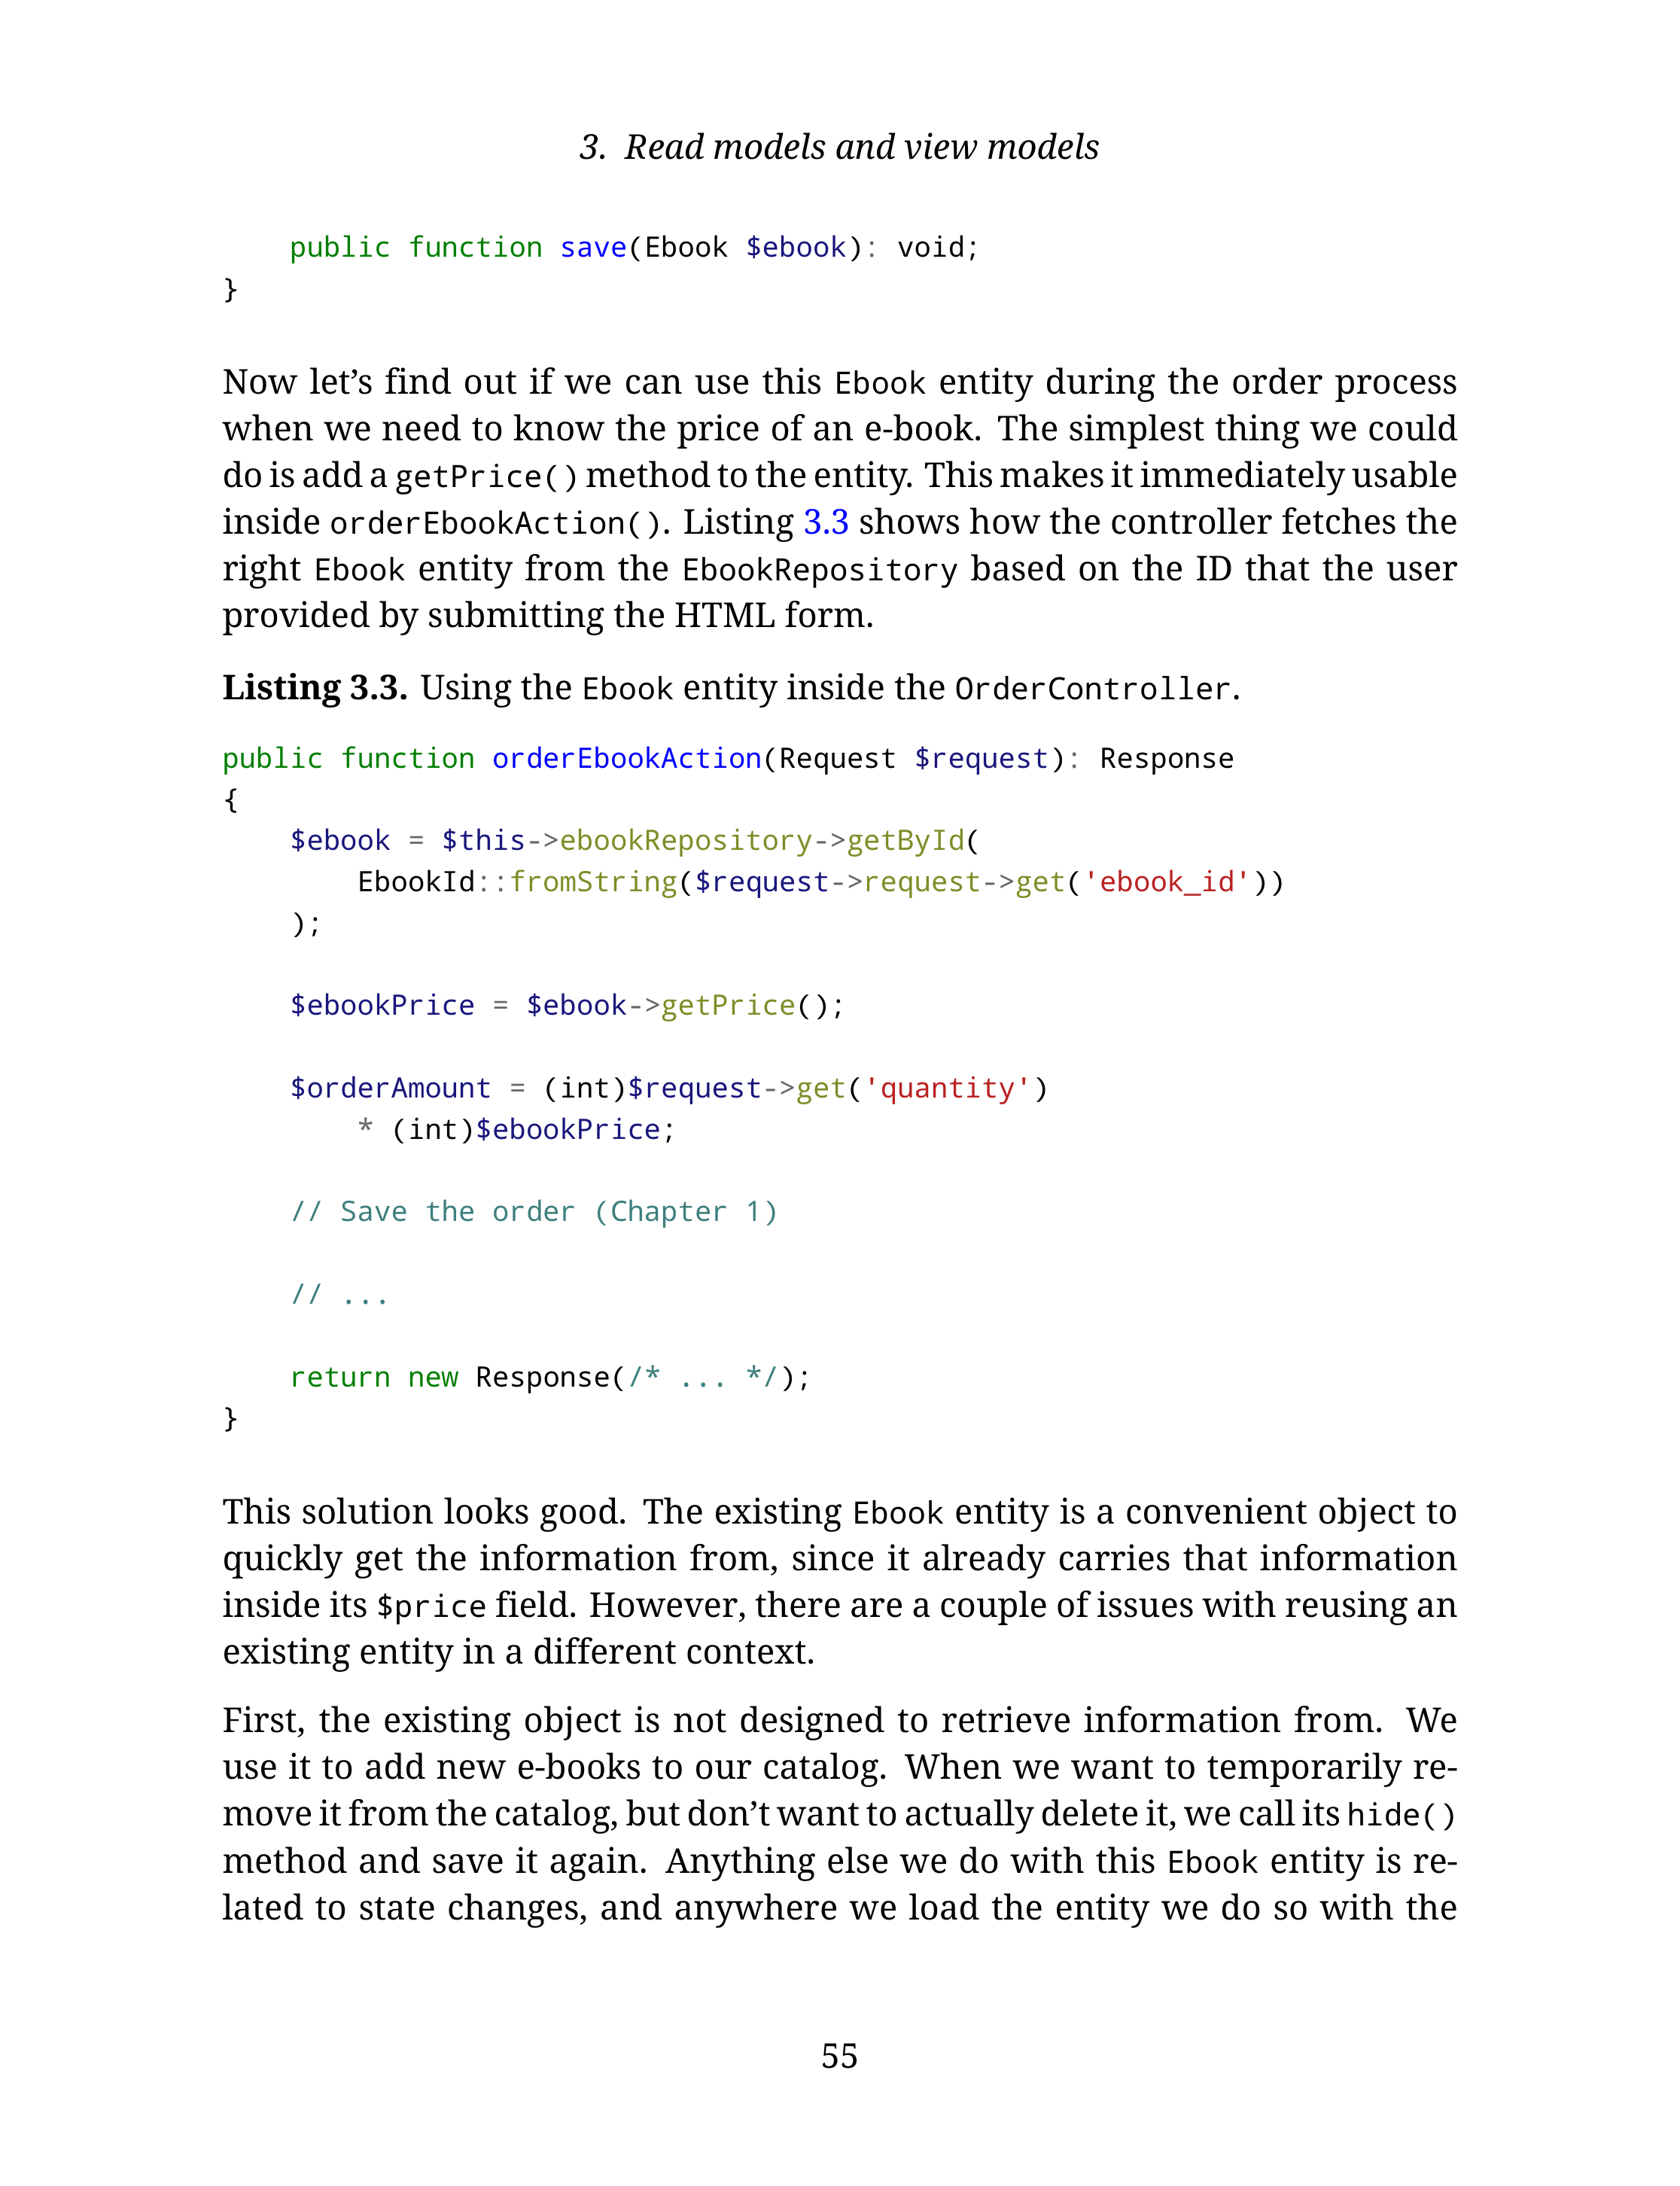 3. Read models and view models
    public function save(Ebook $ebook): void;
}
Now let’s find out if we can use this Ebook entity during the order process
when we need to know the price of an e-book. The simplest thing we could
do is add a getPrice() method to the entity. This makes it immediately usable
inside orderEbookAction(). Listing 3.3 shows how the controller fetches the
right Ebook entity from the EbookRepository based on the ID that the user
provided by submitting the HTML form.
Listing 3.3. Using the Ebook entity inside the OrderController.
public function orderEbookAction(Request $request): Response
{
    $ebook = $this->ebookRepository->getById(
        EbookId::fromString($request->request->get('ebook_id'))
    );
    $ebookPrice = $ebook->getPrice();
    $orderAmount = (int)$request->get('quantity')
        * (int)$ebookPrice;
    // Save the order (Chapter 1)
    // ...
    return new Response(/* ... */);
}
This solution looks good. The existing Ebook entity is a convenient object to
quickly get the information from, since it already carries that information
inside its $price field. However, there are a couple of issues with reusing an
existing entity in a different context.
First, the existing object is not designed to retrieve information from. We
use it to add new e-books to our catalog. When we want to temporarily re-
move it from the catalog, but don’t want to actually delete it, we call its hide()
method and save it again. Anything else we do with this Ebook entity is re-
lated to state changes, and anywhere we load the entity we do so with the
55